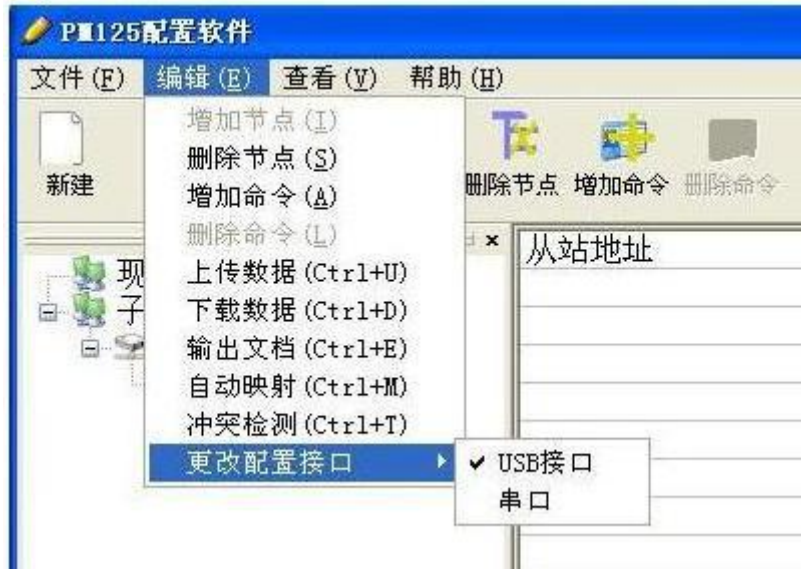 PM125配置软件
文件(F) 编辑(E) 查看(V) 帮助(H)
新建
删除节点 增加命令 删除命令
增加节点(I)
删除节点(S)
增加命令(A)
删除命令(L)
上传数据(Ctrl+U)
下载数据(Ctrl+D)
输出文档(Ctrl+E)
自动映射(Ctrl+M)
冲突检测(Ctrl+T)
更改配置接口
USB接口
串口
现
子
从站地址